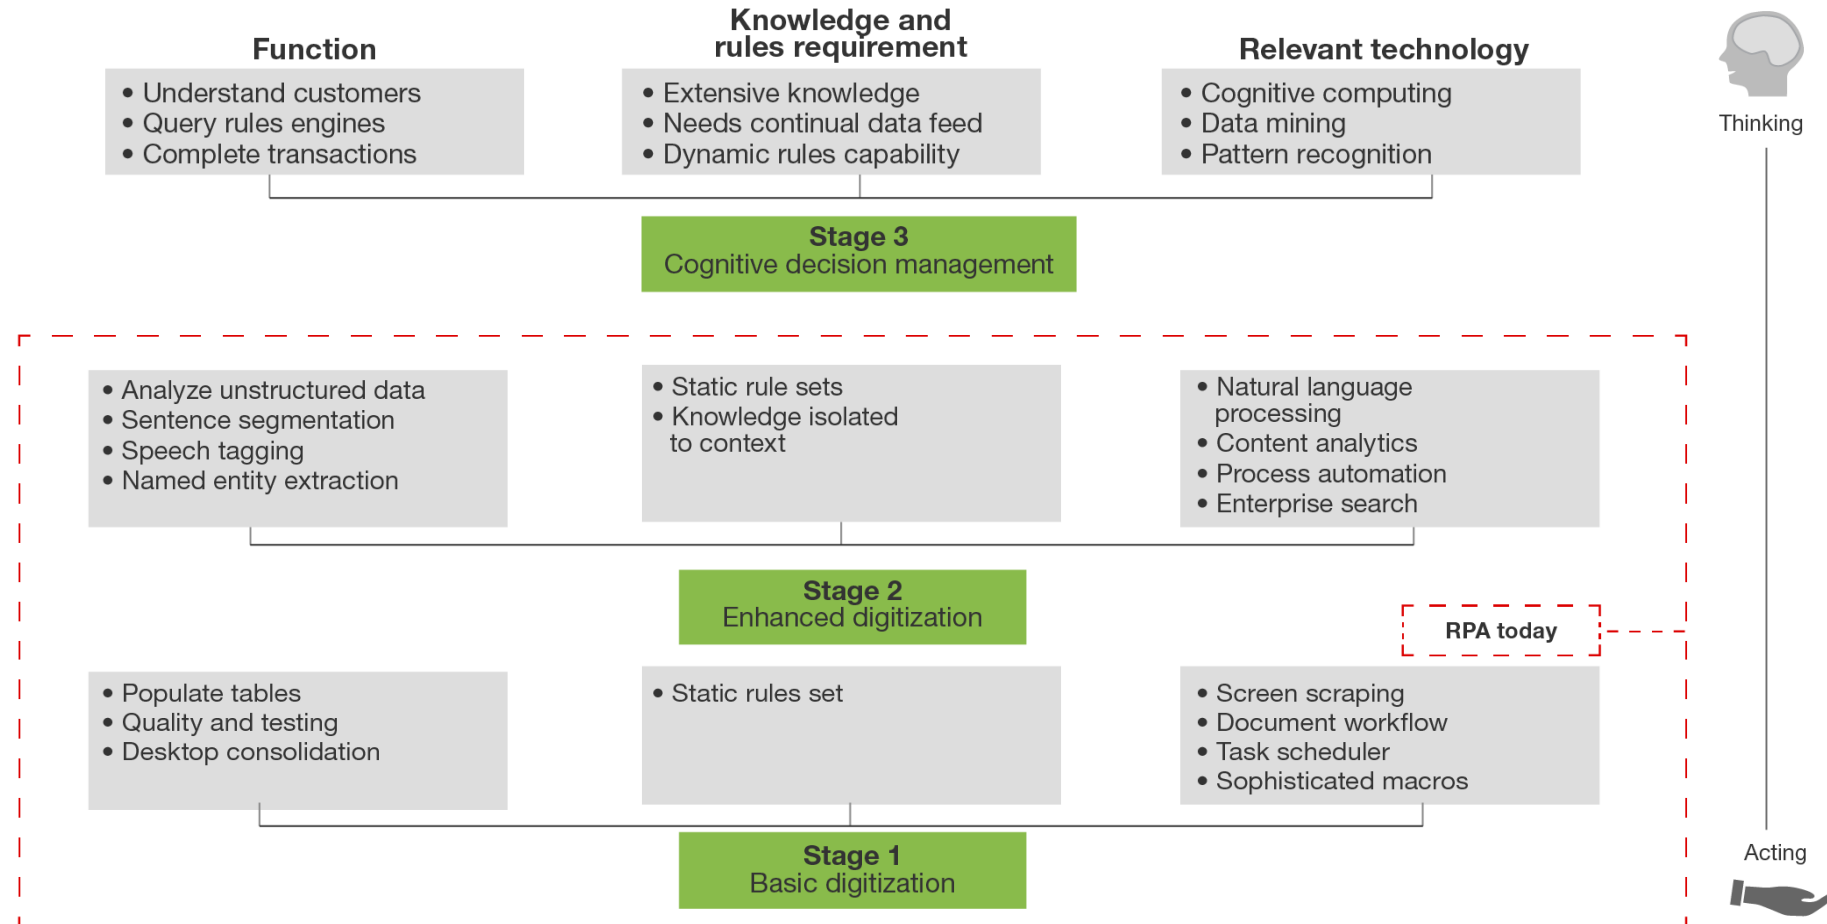 Function
Knowledge and
rules requirement
Relevant technology
• Understand customers
• Query rules engines
• Complete transactions
• Extensive knowledge
• Needs continual data feed
• Dynamic rules capability
• Cognitive computing
• Data mining
• Pattern recognition
Thinking
Stage 3
Cognitive decision management
• Analyze unstructured data
• Sentence segmentation
• Speech tagging
• Named entity extraction
• Static rule sets
• Knowledge isolated
to context
• Natural language
processing
• Content analytics
• Process automation
• Enterprise search
Stage 2
Enhanced digitization
RPA today
• Populate tables
• Quality and testing
• Desktop consolidation
• Static rules set
• Screen scraping
• Document workflow
• Task scheduler
• Sophisticated macros
Stage 1
Basic digitization
Acting